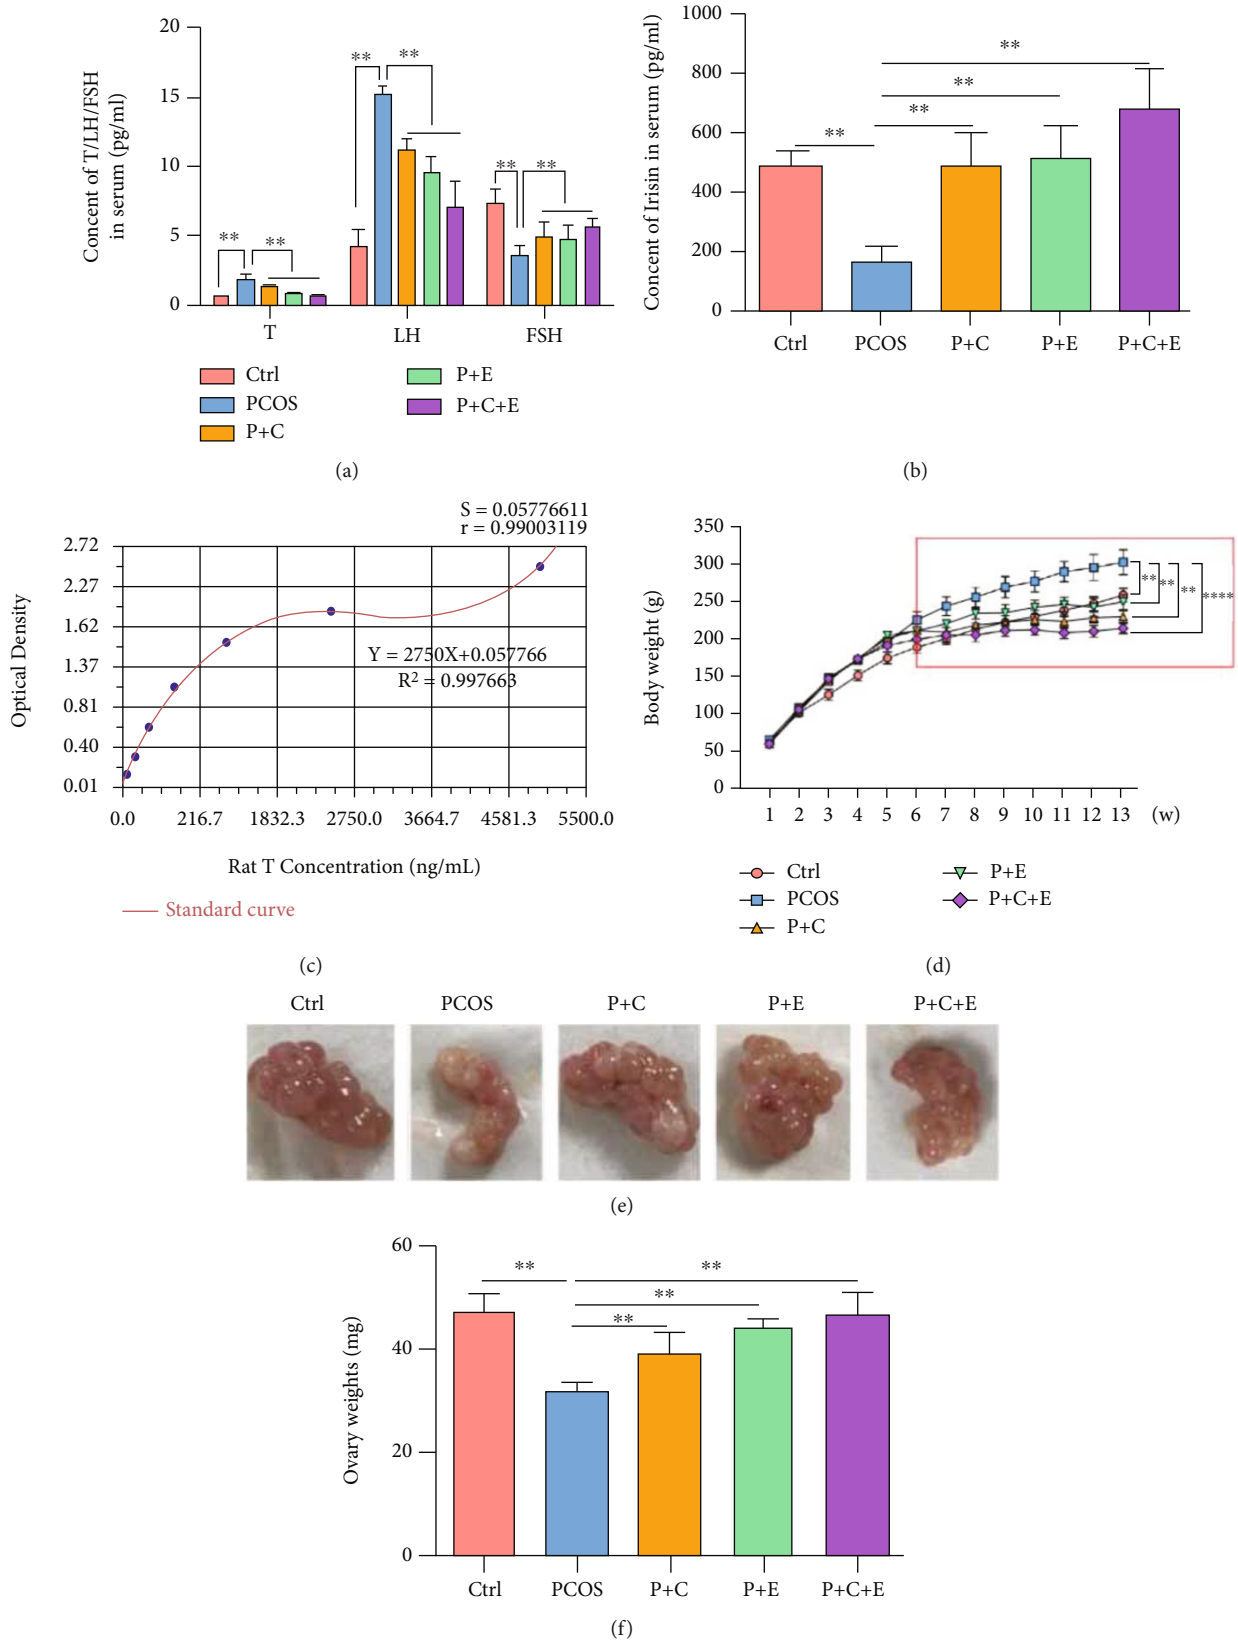 Concent of T/LH/FSH
in serum (pg/ml)
20
15
10
5
0
** ** ** ** ** **
T LH FSH
Ctrl P+E
PCOS P+C+E
P+C
(a)
Concent of Irisin in serum (pg/ml)
1000
800
600
400
200
0
**
**
**
**
Ctrl PCOS P+C P+E P+C+E
(b)
S = 0.05776611
r = 0.99003119
Optical Density
2.72
2.27
1.62
1.37
0.81
0.40
0.01
Y = 2750X+0.057766
R2 = 0.997663
0.0 216.7 1832.3 2750.0 3664.7 4581.3 5500.0
Rat T Concentration (ng/mL)
Standard curve
(c)
Body weight (g)
350
300
250
200
150
100
50
0
** ** ** ****
1 2 3 4 5 6 7 8 9 10 11 12 13 (w)
Ctrl P+E
PCOS P+C+E
P+C
(d)
Ctrl PCOS P+C P+E P+C+E
(e)
Ovary weights (mg)
60
40
20
0
** **
**
**
Ctrl PCOS P+C P+E P+C+E
(f)